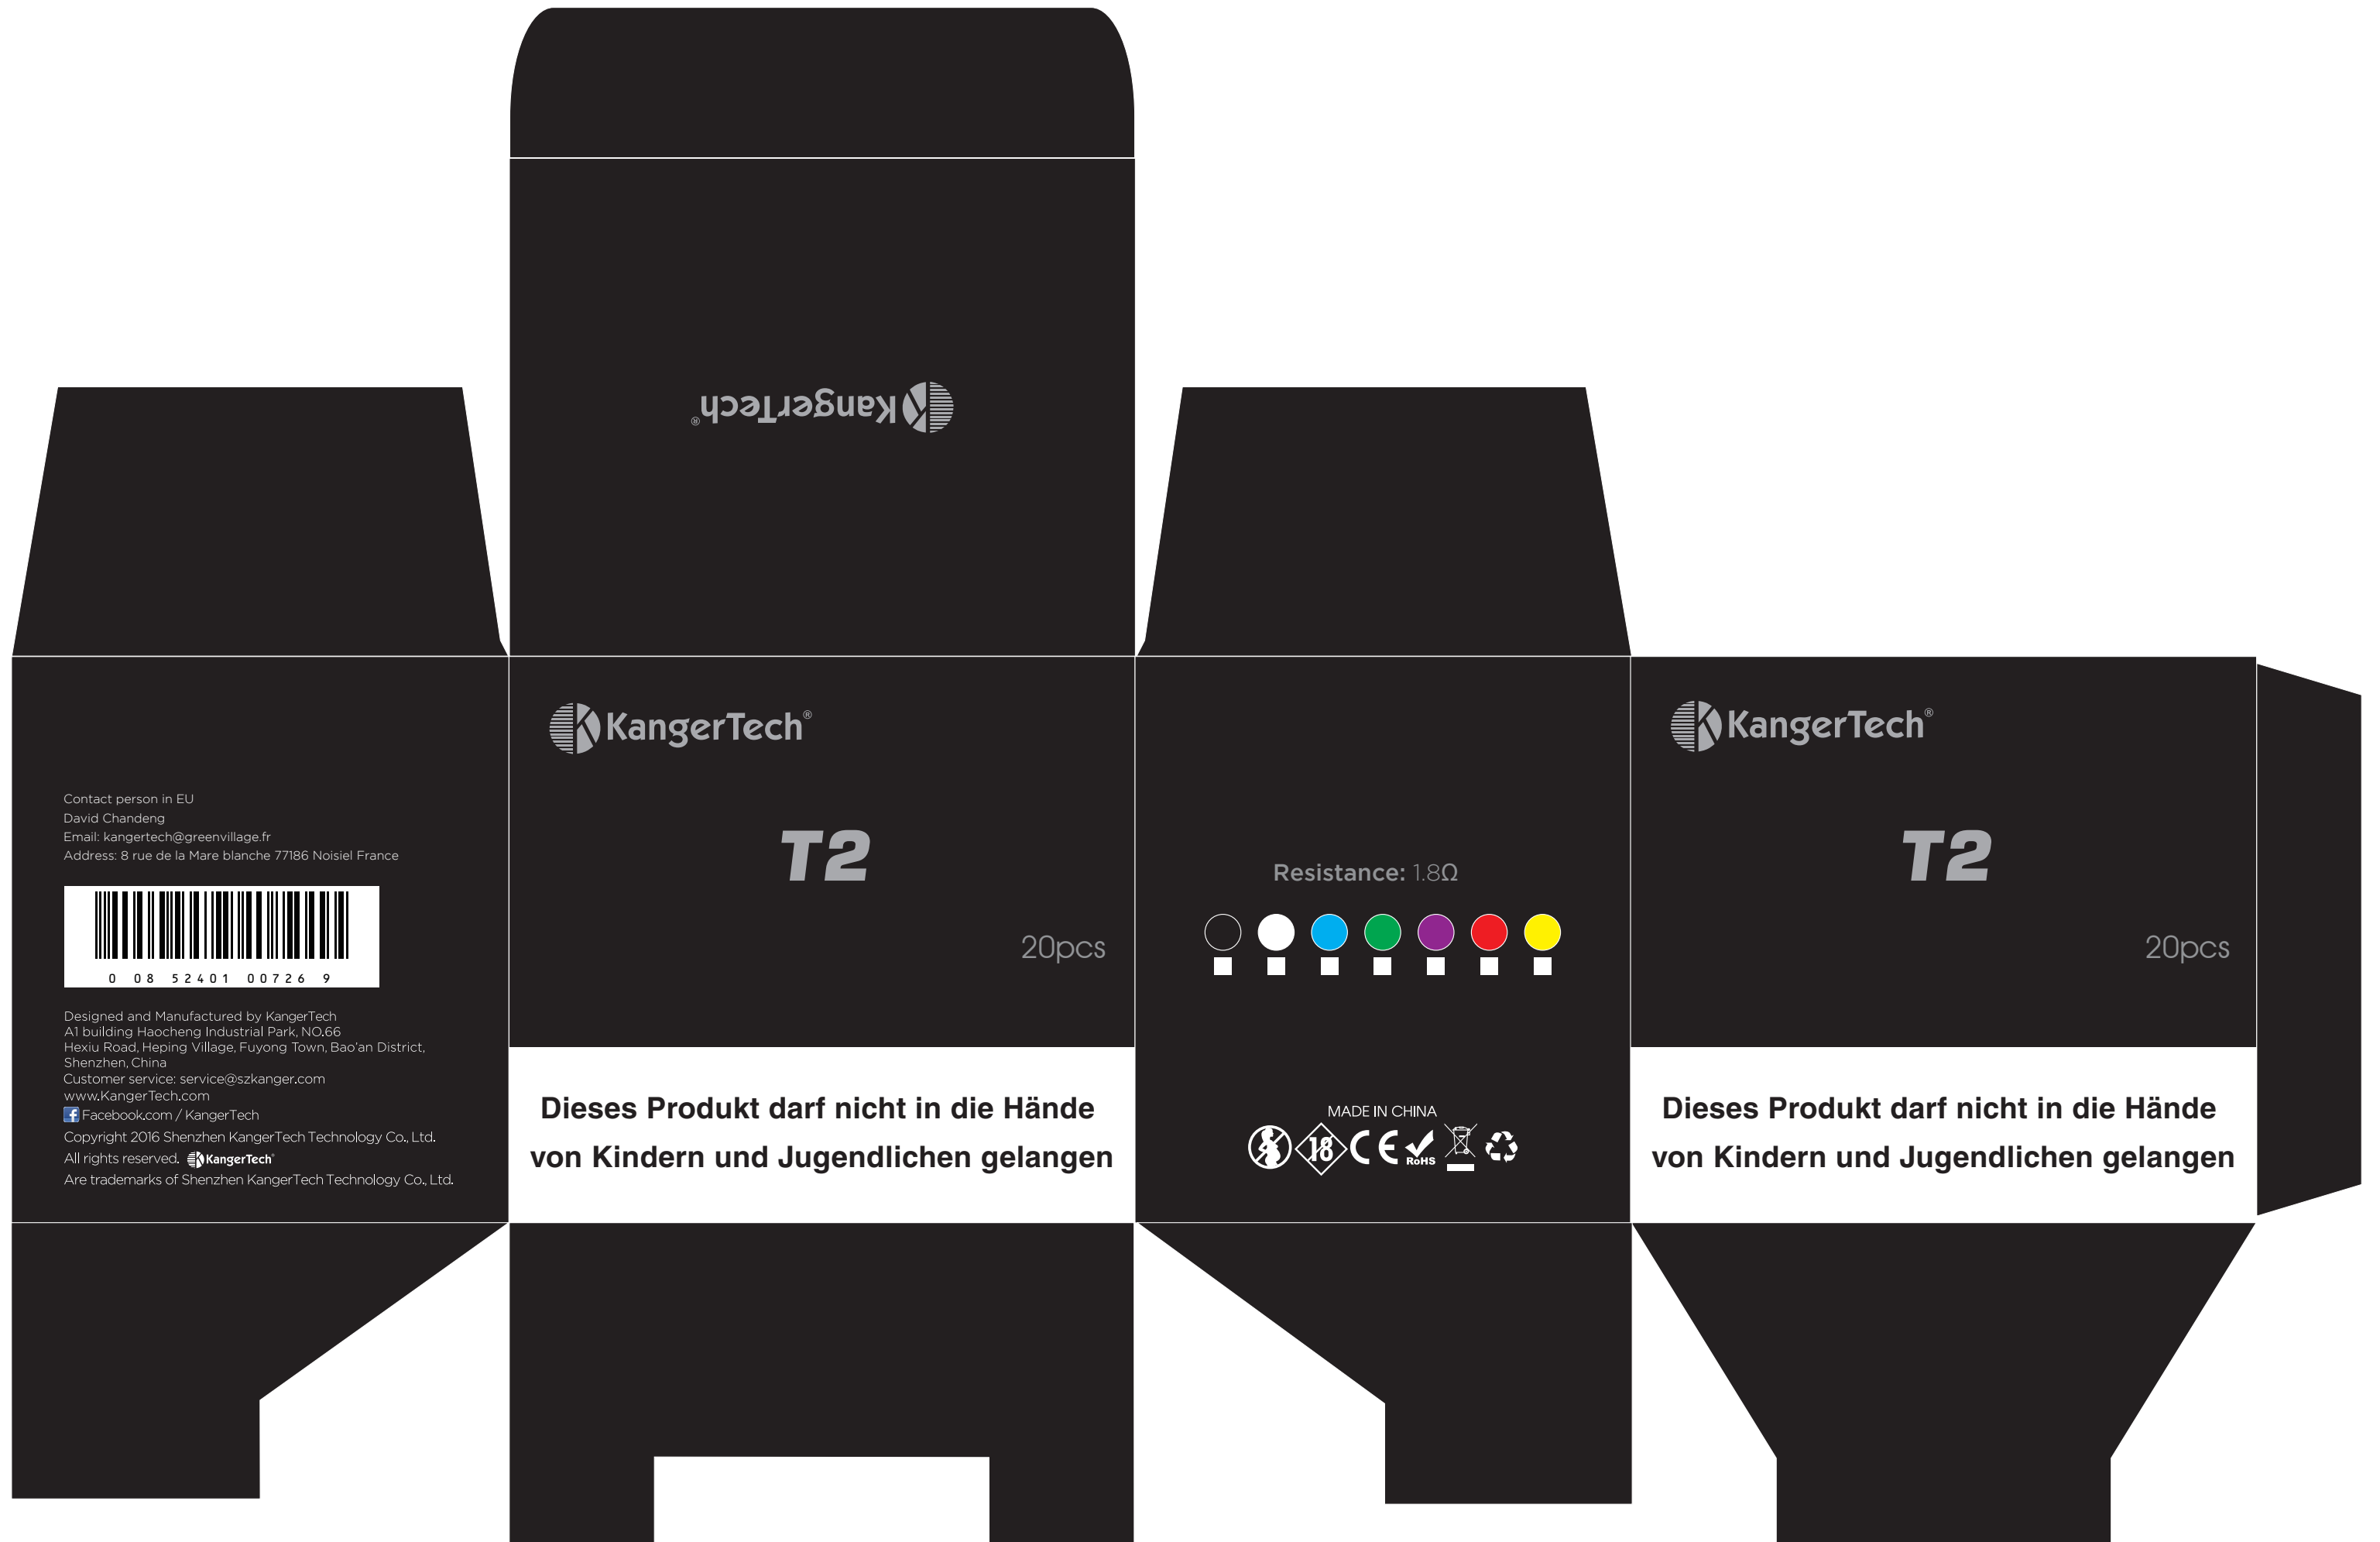 KangerTech®
Contact person in EU
David Chandeng
Email: kangertech@greenvillage.fr
Address: 8 rue de la Mare blanche 77186 Noisiel France
0 08 52401 00726 9
Designed and Manufactured by KangerTech
A1 building Haocheng Industrial Park, NO.66
Hexiu Road, Heping Village, Fuyong Town, Bao'an District,
Shenzhen, China
Customer service: service@szkanger.com
www.KangerTech.com
f Facebook.com / KangerTech
Copyright 2016 Shenzhen KangerTech Technology Co., Ltd.
All rights reserved. KangerTech®
Are trademarks of Shenzhen KangerTech Technology Co., Ltd.
KangerTech®
T2
20pcs
Dieses Produkt darf nicht in die Hände
von Kindern und Jugendlichen gelangen
Resistance: 1.8Ω
MADE IN CHINA
18 CE RoHS
KangerTech®
T2
20pcs
Dieses Produkt darf nicht in die Hände
von Kindern und Jugendlichen gelangen